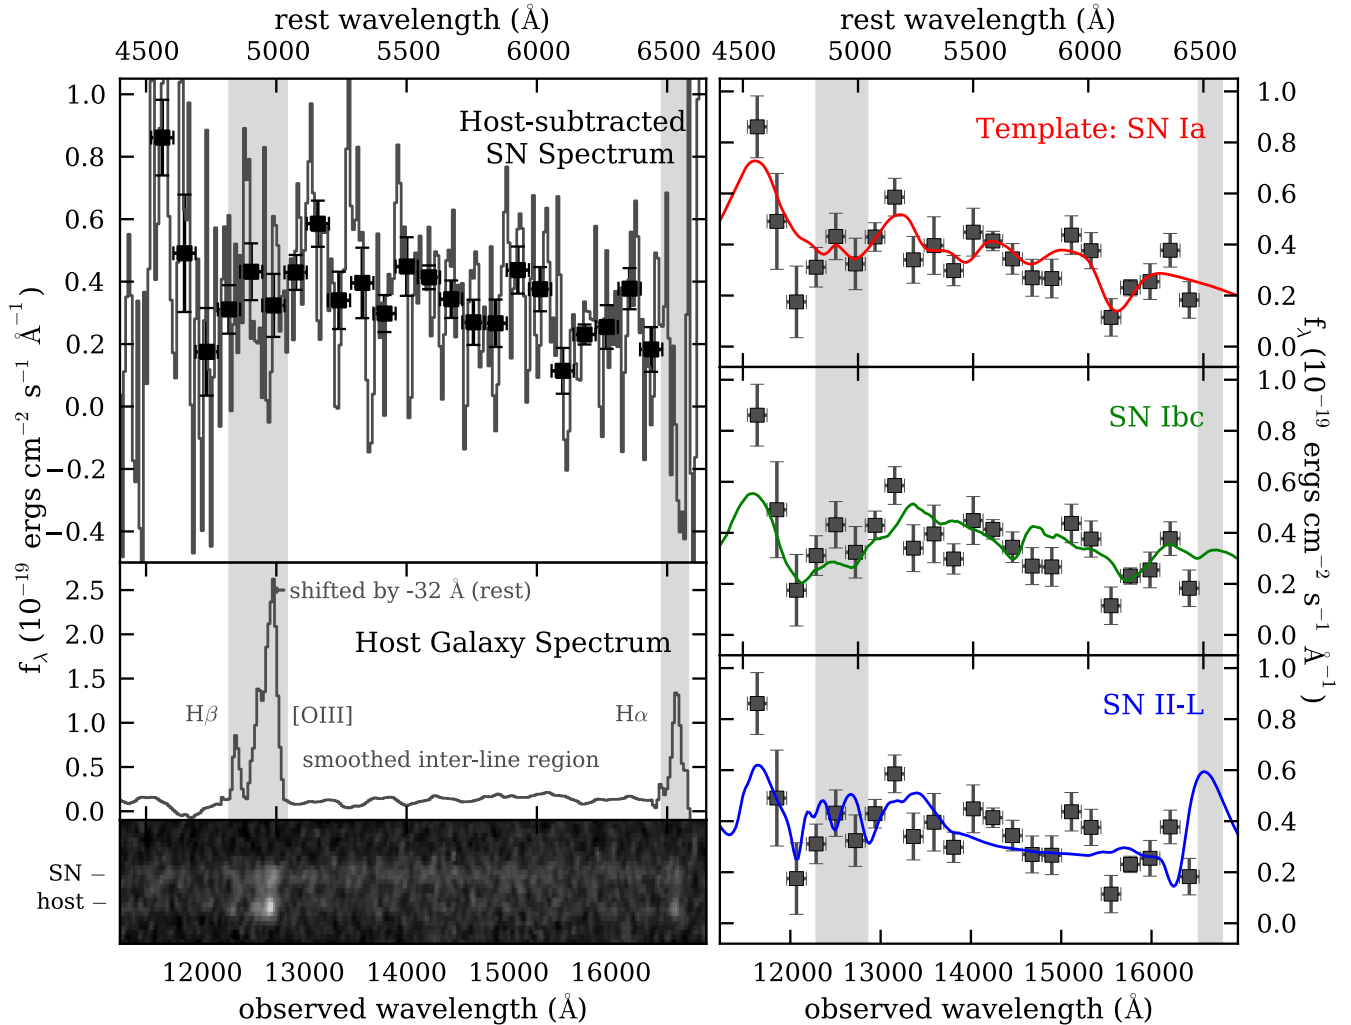 rest wavelength (Å)
4500 5000 5500 6000 6500
1.0
0.8
0.6
0.4
0.2
0.0
−0.2
−0.4
Host-subtracted
SN Spectrum
f_λ (10⁻¹⁹ ergs cm⁻² s⁻¹ Å⁻¹)
2.5
2.0
1.5
1.0
0.5
0.0
shifted by -32 Å (rest)
Host Galaxy Spectrum
Hβ [OIII] Hα
smoothed inter-line region
SN
host
12000 13000 14000 15000 16000
observed wavelength (Å)
rest wavelength (Å)
4500 5000 5500 6000 6500
Template: SN Ia
1.0
0.8
0.6
0.4
0.2
0.0
SN Ibc
1.0
0.8
0.6
0.4
0.2
0.0
SN II-L
1.0
0.8
0.6
0.4
0.2
0.0
f_λ (10⁻¹⁹ ergs cm⁻² s⁻¹ Å⁻¹)
12000 13000 14000 15000 16000
observed wavelength (Å)